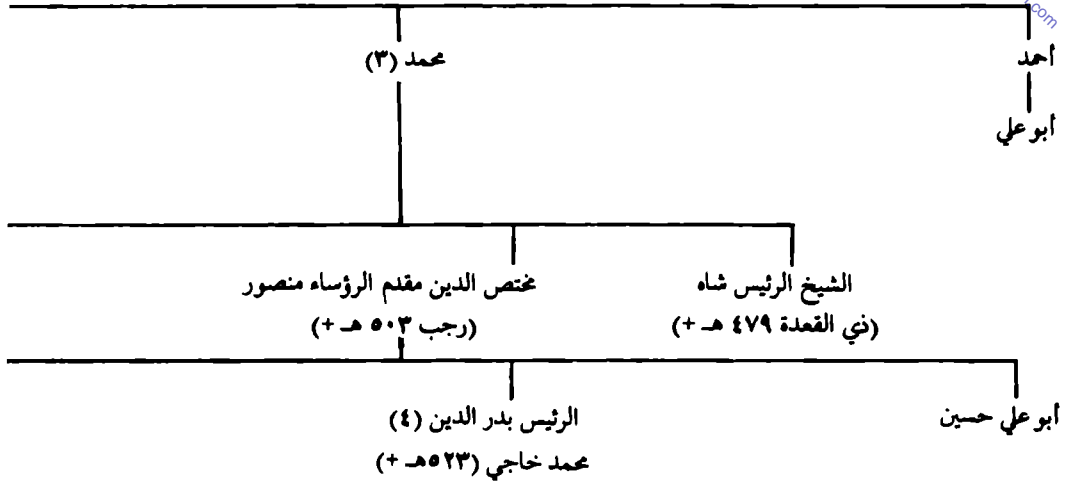 .com
أحمد
محمد (٣)
أبو علي
الشيخ الرئيس شاه
مختص الدين مقدم الرؤساء منصور
(ذي القعدة ٤٧٩ هـ +)
(رجب ٥٠٣ هـ +)
أبو علي حسين
الرئيس بدر الدين (٤)
محمد خاجي (٥٢٣هـ +)